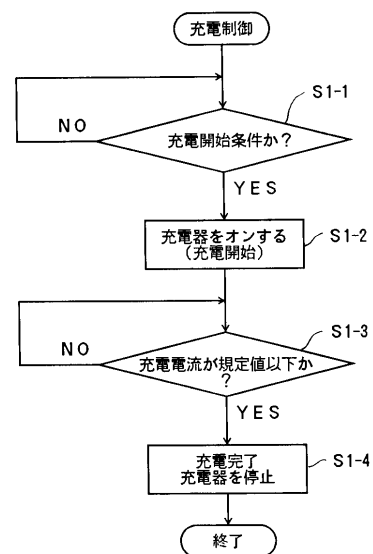 充電制御
S1-1
NO
充電開始条件か?
YES
充電器をオンする
(充電開始)
S1-2
S1-3
NO
充電電流が規定値以下か
?
YES
充電完了
充電器を停止
S1-4
終了